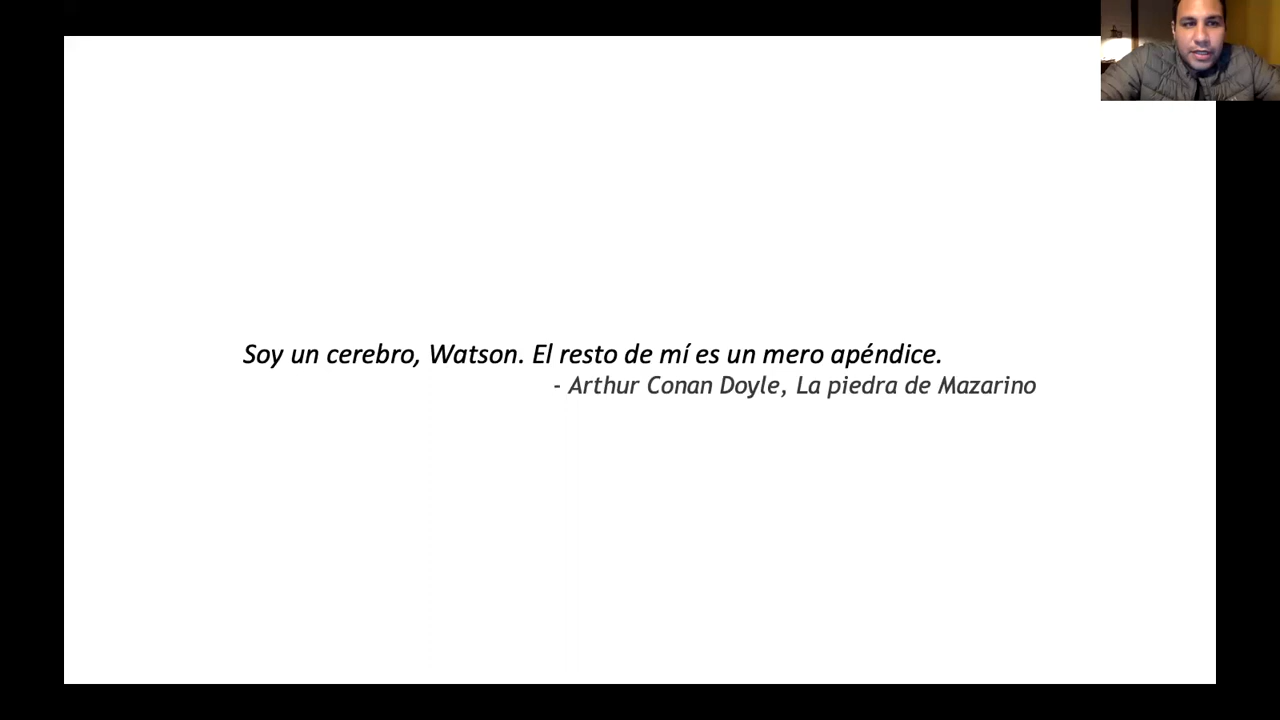 Soy un cerebro, Watson. El resto de mí es un mero apéndice.
- Arthur Conan Doyle, La piedra de Mazarino